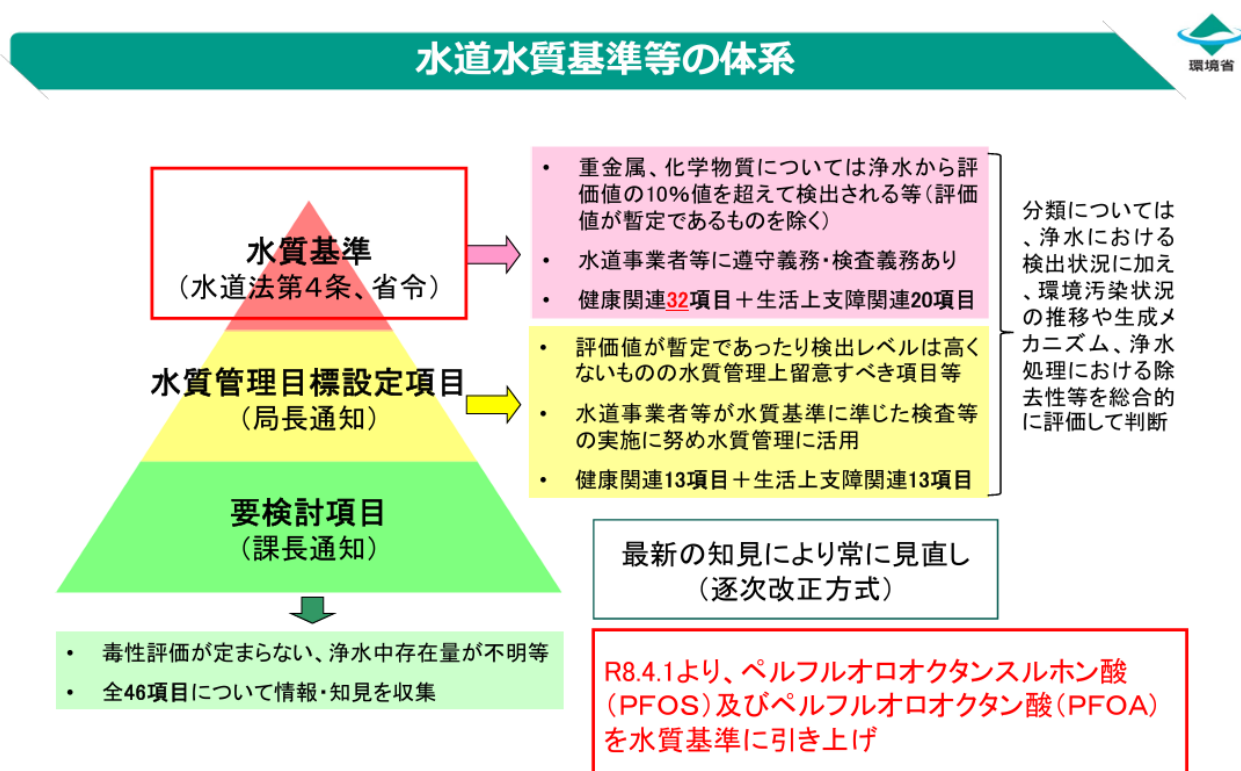 水道水質基準等の体系
環境省
水質基準
（水道法第４条、省令）
• 重金属、化学物質については浄水から評
価値の10%値を超えて検出される等（評価
値が暫定であるものを除く）
• 水道事業者等に遵守義務・検査義務あり
• 健康関連32項目＋生活上支障関連20項目
水質管理目標設定項目
（局長通知）
• 評価値が暫定であったり検出レベルは高く
ないものの水質管理上留意すべき項目等
• 水道事業者等が水質基準に準じた検査等
の実施に努め水質管理に活用
• 健康関連13項目＋生活上支障関連13項目
分類については
、浄水における
検出状況に加え
、環境汚染状況
の推移や生成メ
カニズム、浄水
処理における除
去性等を総合的
に評価して判断
要検討項目
（課長通知）
• 毒性評価が定まらない、浄水中存在量が不明等
• 全46項目について情報・知見を収集
最新の知見により常に見直し
（逐次改正方式）
R8.4.1より、ペルフルオロオクタンスルホン酸
（PFOS）及びペルフルオロオクタン酸（PFOA）
を水質基準に引き上げ